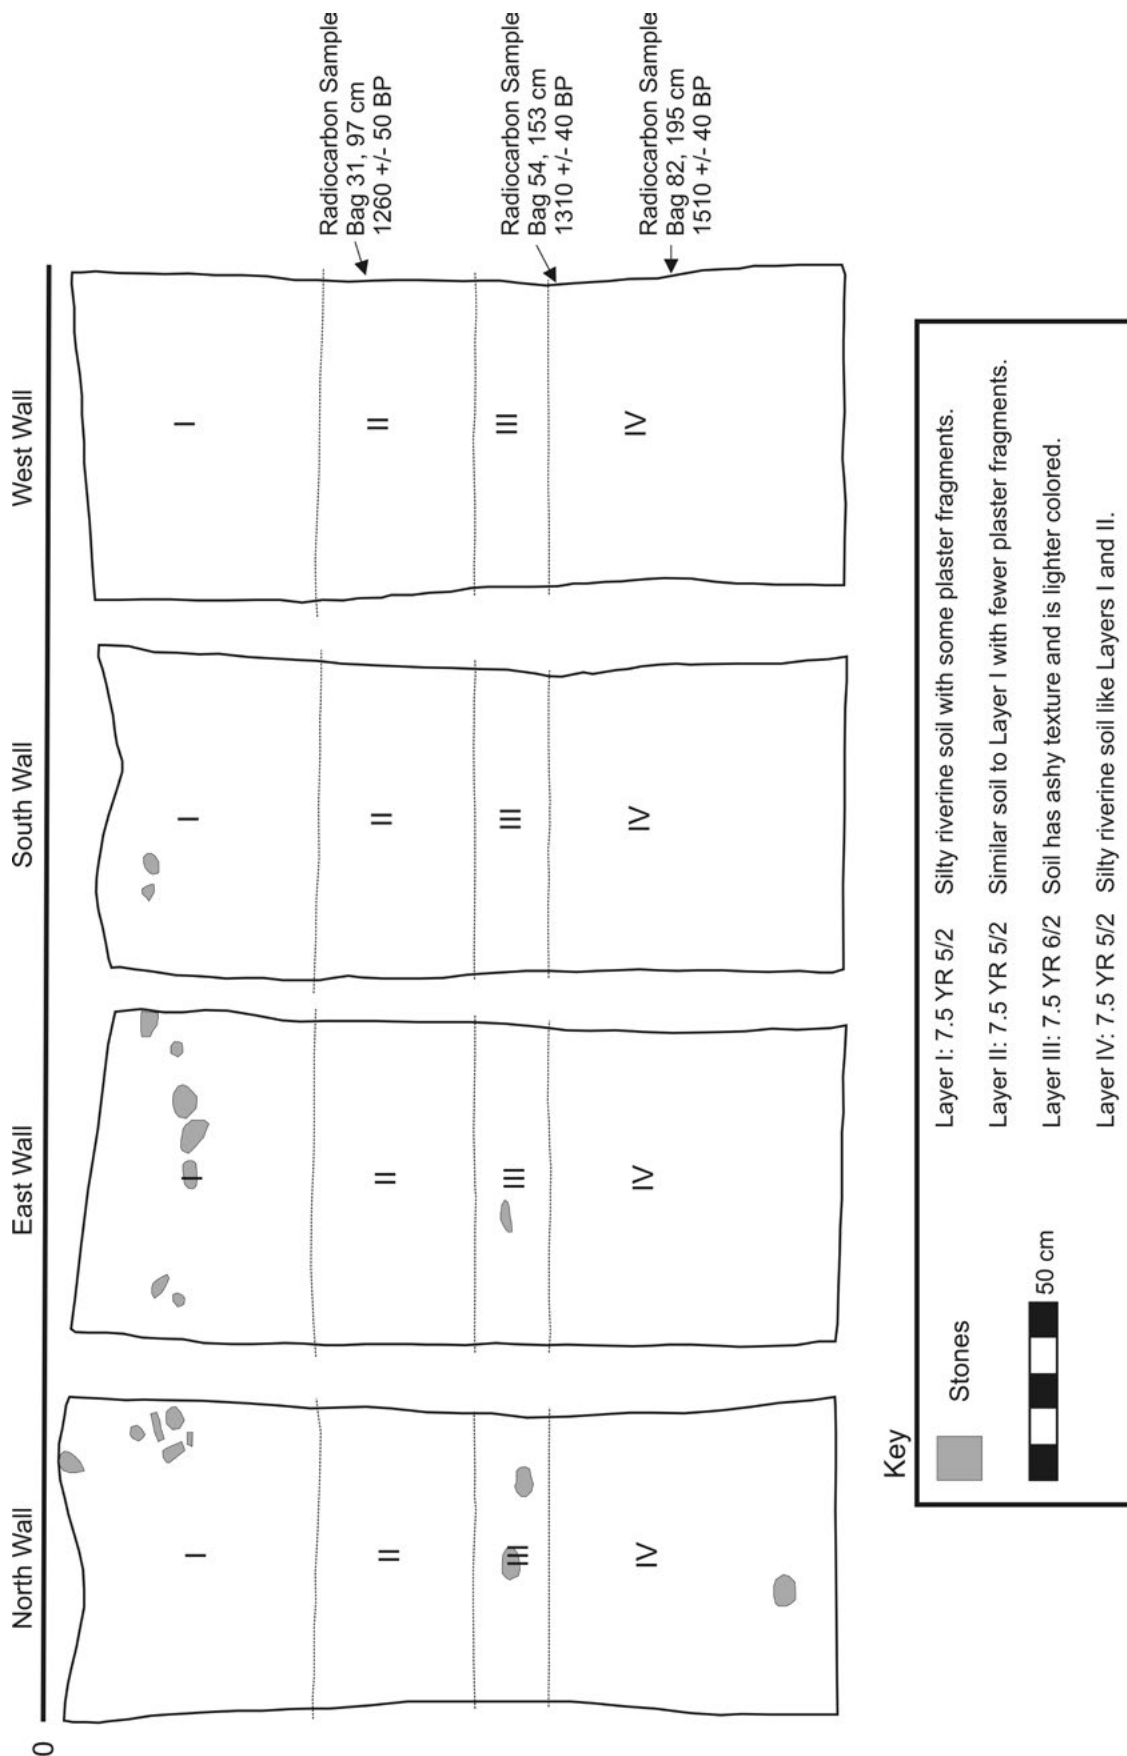 0
North Wall
East Wall
South Wall
West Wall
I
I
I
I
II
II
II
II
III
III
III
III
IV
IV
IV
IV
Radiocarbon Sample
Bag 31, 97 cm
1260 +/- 50 BP
Radiocarbon Sample
Bag 54, 153 cm
1310 +/- 40 BP
Radiocarbon Sample
Bag 82, 195 cm
1510 +/- 40 BP
Key
Stones
50 cm
Layer I: 7.5 YR 5/2 Silty riverine soil with some plaster fragments.
Layer II: 7.5 YR 5/2 Similar soil to Layer I with fewer plaster fragments.
Layer III: 7.5 YR 6/2 Soil has ashy texture and is lighter colored.
Layer IV: 7.5 YR 5/2 Silty riverine soil like Layers I and II.